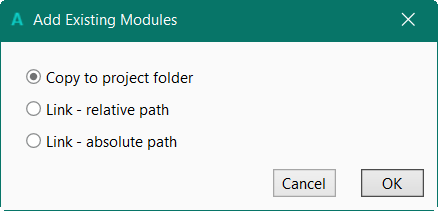 Add Existing Modules
Copy to project folder
Link - relative path
Link - absolute path
Cancel
OK